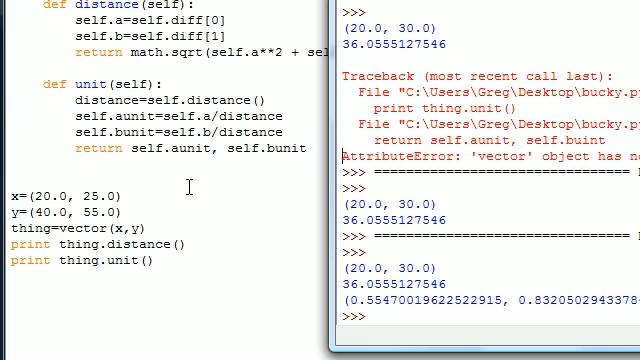 def distance(self):
self.a=self.diff[0]
self.b=self.diff[1]
return math.sqrt (self.a**2 +
def unit(self):
distance=self.distance()
self.aunit=self.a/distance
self.bunit=self.b/distance
return self.aunit, self.bunit
x=(20.0, 25.0)
y=(40.0, 55.0)
thing=vector(x,y)
print thing.distance()
print thing.unit()
>>>
(20.0, 30.0)
36.0555127546
Traceback (most recent call last):
File "C:\Users\Greg\Desktop\bucky.py
print thing.unit()
File "C:\Users\Greg\Desktop\bucky.py
return self.aunit, self.buint
AttributeError: 'vector' object has
>>> ================================
>>>
(20.0, 30.0)
36.0555127546
>>> ================================
>>>
(20.0, 30.0)
36.0555127546
(0.55470019622522915, 0.8320502943378
>>>